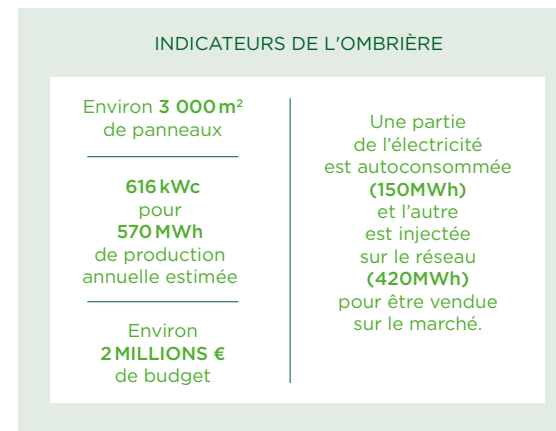 INDICATEURS DE L'OMBRIÈRE
Environ 3 000 m²
de panneaux
616 kWc
pour
570 MWh
de production
annuelle estimée
Environ
2 MILLIONS €
de budget
Une partie
de l'électricité
est autoconsommée
(150MWh)
et l'autre
est injectée
sur le réseau
(420MWh)
pour être vendue
sur le marché.